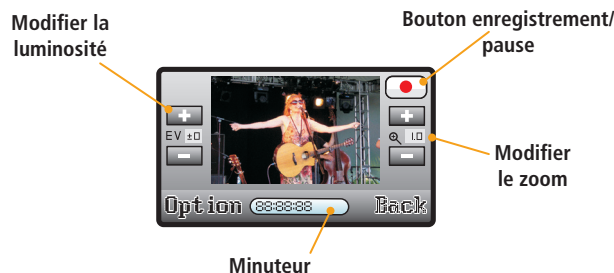 Modifier la
luminosité
Bouton enregistrement/
pause
EV ±0
1.0
Modifier
le zoom
Option 88:88:88 Back
Minuteur